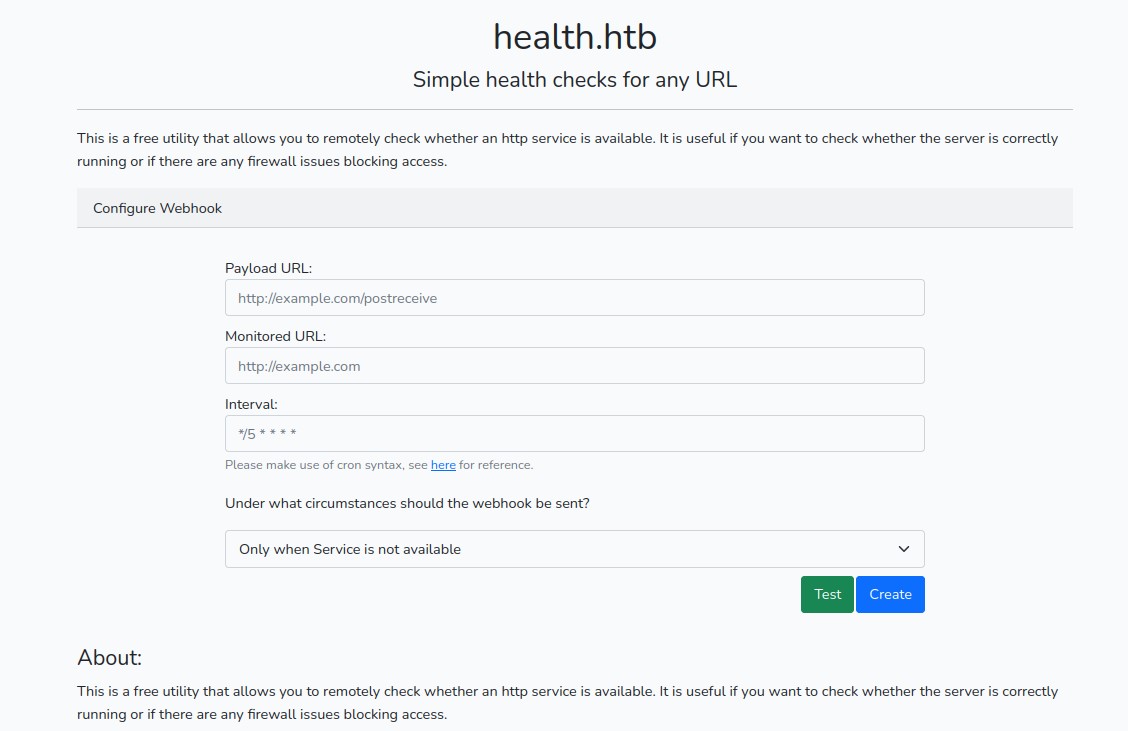 health.htb
Simple health checks for any URL
This is a free utility that allows you to remotely check whether an http service is available. It is useful if you want to check whether the server is correctly
running or if there are any firewall issues blocking access.
Configure Webhook
Payload URL:
http://example.com/postreceive
Monitored URL:
http://example.com
Interval:
*/5 * * * *
Please make use of cron syntax, see here for reference.
Under what circumstances should the webhook be sent?
Only when Service is not available
Test Create
About:
This is a free utility that allows you to remotely check whether an http service is available. It is useful if you want to check whether the server is correctly
running or if there are any firewall issues blocking access.